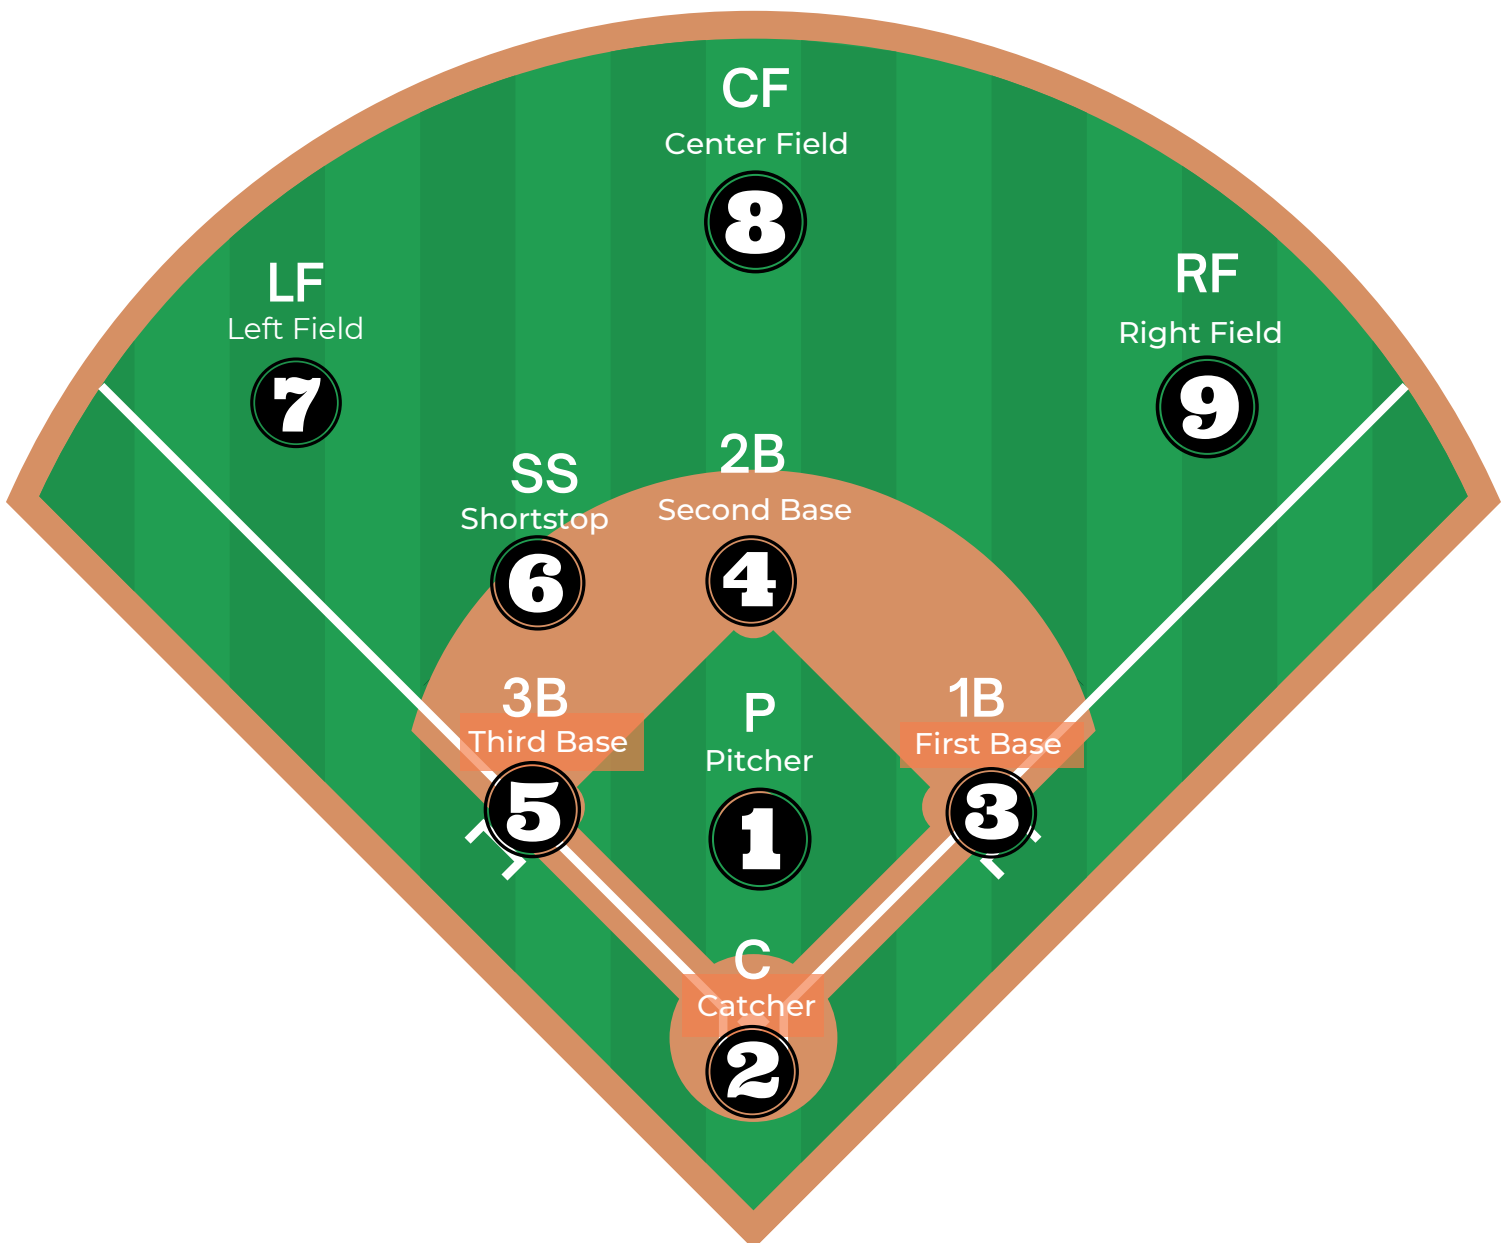 CF
Center Field
8
LF
Left Field
7
RF
Right Field
9
SS
Shortstop
6
2B
Second Base
4
3B
Third Base
5
P
Pitcher
1
1B
First Base
3
C
Catcher
2